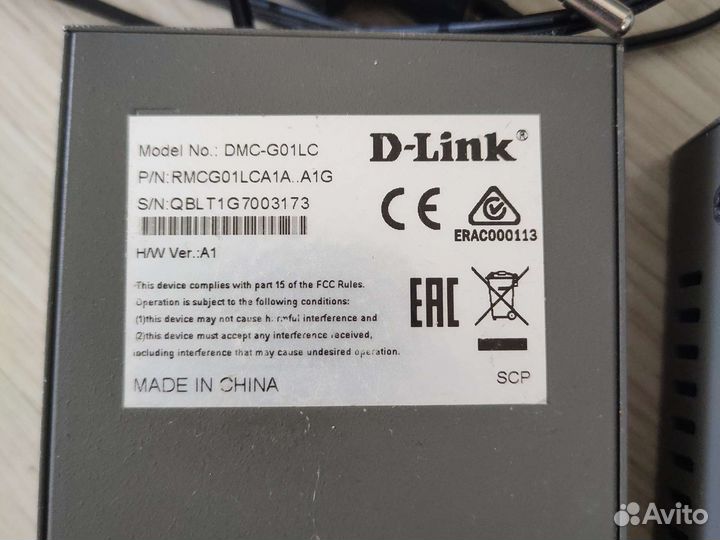 Model No.: DMC-G01LC
D-Link®
P/N:RMCG01LCA1A..A1G
S/N:QBLT1G7003173
CE
ERAC000113
H/W Ver.:A1
This device complies with part 15 of the FCC Rules.
Operation is subject to the following conditions:
(1)this device may not cause harmful interference and
(2)this device must accept any interference received,
including interference that may cause undesired operation.
EAC
MADE IN CHINA
SCP
Avito